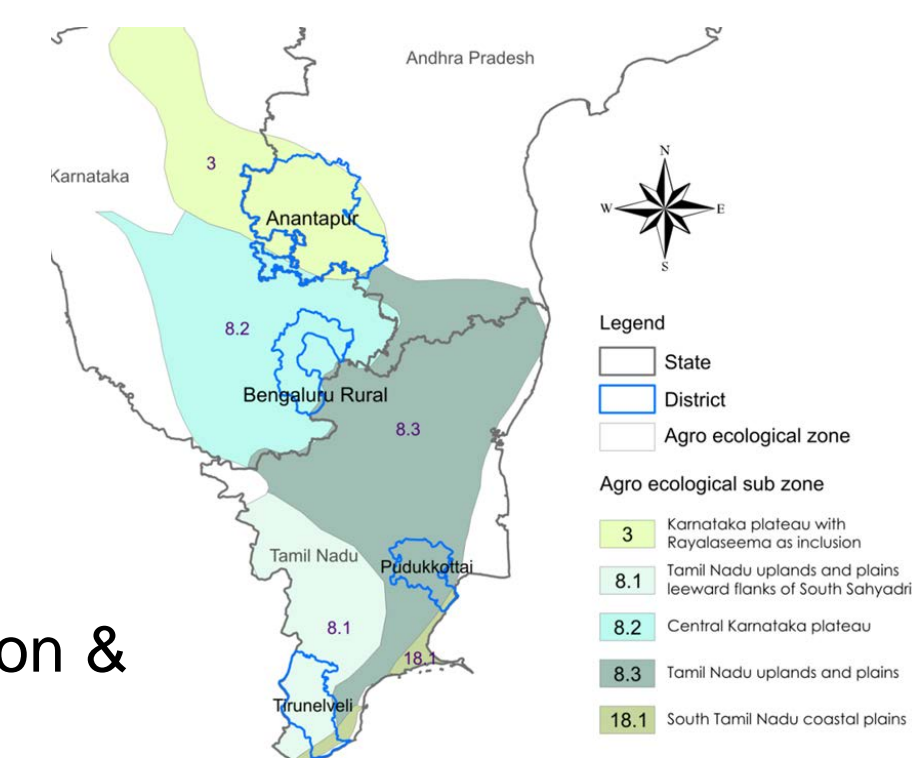 Andhra Pradesh
Karnataka
3
Anantapur
8.2
Bengaluru Rural
8.3
Tamil Nadu
Pudukkottai
8.1
18.1
Tirunelveli
on &
N
W
E
S
Legend
State
District
Agro ecological zone
Agro ecological sub zone
3
Karnataka plateau with
Rayalaseema as inclusion
8.1
Tamil Nadu uplands and plains
leeward flanks of South Sahyadri
8.2
Central Karnataka plateau
8.3
Tamil Nadu uplands and plains
18.1
South Tamil Nadu coastal plains